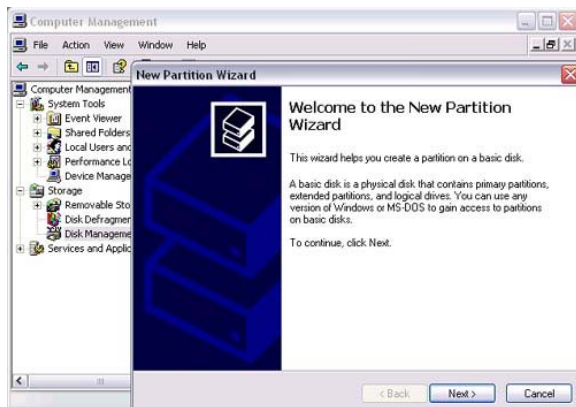 Computer Management
File Action View Window Help
New Partition Wizard
Computer Management
System Tools
Event Viewer
Shared Folders
Local Users and
Performance Lo
Device Manage
Storage
Removable Sto
Disk Defragmer
Disk Manageme
Services and Applic
Welcome to the New Partition
Wizard
This wizard helps you create a partition on a basic disk.
A basic disk is a physical disk that contains primary partitions,
extended partitions, and logical drives. You can use any
version of Windows or MS-DOS to gain access to partitions
on basic disks.
To continue, click Next.
< Back Next > Cancel